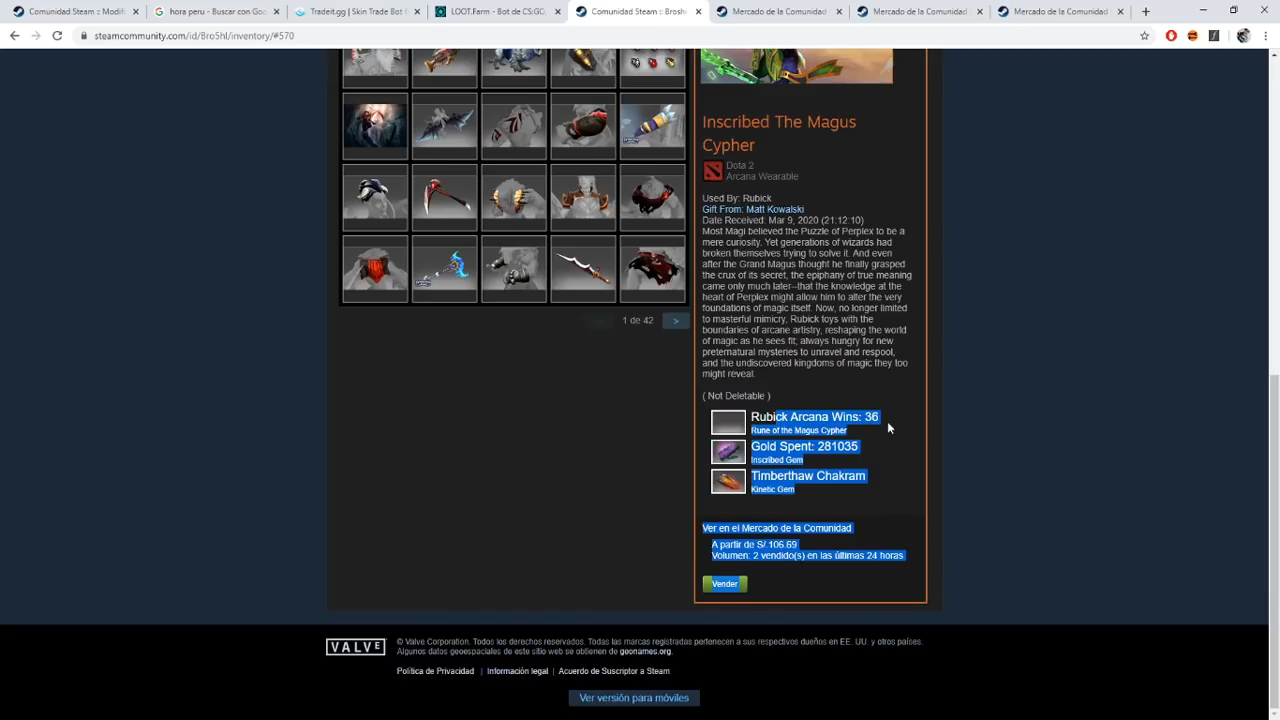 Comunidad Steam :: Modifi
hora peru - Buscar con Goo
Tradeit.gg | Skin Trade Bot f
LOOT.Farm - Bot de CS:GO
Comunidad Steam :: Broshl
Mercado de la Comunidad
Mercado de la Comunidad
Mercado de la Comunidad
steamcommunity.com/id/Bro5hl/inventory/#570
Inscribed The Magus
Cypher
Dota 2
Arcana Wearable
Used By: Rubick
Gift From: Matt Kowalski
Date Received: Mar 9, 2020 (21:12:10)
Most Magi believed the Puzzle of Perplex to be a
mere curiosity. Yet generations of wizards had
broken themselves trying to solve it. And even
after the Grand Magus thought he finally grasped
the crux of its secret, the epiphany of true meaning
came only much later--that the knowledge at the
heart of Perplex might allow him to alter the very
foundations of magic itself. Now, no longer limited
to masterful mimicry, Rubick toys with the
boundaries of arcane artistry, reshaping the world
of magic as he sees fit; always hungry for new
preternatural mysteries to unravel and respool,
and the undiscovered kingdoms of magic they too
might reveal.
1 de 42 >
( Not Deletable )
Rubick Arcana Wins: 36
Rune of the Magus Cypher
Gold Spent: 281035
Inscribed Gem
Timberthaw Chakram
Kinetic Gem
Ver en el Mercado de la Comunidad
A partir de S/.106.69
Volumen: 2 vendido(s) en las últimas 24 horas
Vender
VALVE
© Valve Corporation. Todos los derechos reservados. Todas las marcas registradas pertenecen a sus respectivos dueños en EE. UU. y otros países.
Algunos datos geoespaciales de este sitio web se obtienen de geonames.org.
Política de Privacidad | Información legal | Acuerdo de Suscriptor a Steam
Ver versión para móviles